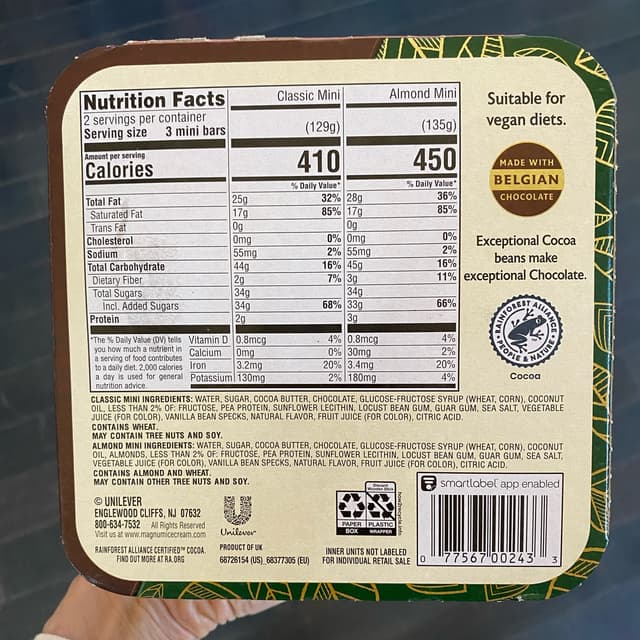 Nutrition Facts Classic Mini Almond Mini
2 servings per container
Serving size 3 mini bars (129g) (135g)
Amount per serving
Calories 410 450
% Daily Value* % Daily Value*
Total Fat 25g 32% 28g 36%
Saturated Fat 17g 85% 17g 85%
Trans Fat 0g 0g
Cholesterol 0mg 0% 0mg 0%
Sodium 55mg 2% 55mg 2%
Total Carbohydrate 44g 16% 45g 16%
Dietary Fiber 2g 7% 3g 11%
Total Sugars 34g 34g
Incl. Added Sugars 34g 68% 33g 66%
Protein 2g 3g
*The % Daily Value (DV) tells
you how much a nutrient in
a serving of food contributes
to a daily diet. 2,000 calories
a day is used for general
nutrition advice.
Vitamin D 0.8mcg 4% 0.8mcg 4%
Calcium 0mg 0% 30mg 2%
Iron 3.2mg 20% 3.4mg 20%
Potassium 130mg 2% 180mg 4%
Suitable for
vegan diets.
MADE WITH
BELGIAN
CHOCOLATE
Exceptional Cocoa
beans make
exceptional Chocolate.
RAINFOREST ALLIANCE
PEOPLE & NATURE
Cocoa
CLASSIC MINI INGREDIENTS: WATER, SUGAR, COCOA BUTTER, CHOCOLATE, GLUCOSE-FRUCTOSE SYRUP (WHEAT, CORN), COCONUT
OIL, LESS THAN 2% OF: FRUCTOSE, PEA PROTEIN, SUNFLOWER LECITHIN, LOCUST BEAN GUM, GUAR GUM, SEA SALT, VEGETABLE
JUICE (FOR COLOR), VANILLA BEAN SPECKS, NATURAL FLAVOR, FRUIT JUICE (FOR COLOR), CITRIC ACID.
CONTAINS WHEAT.
MAY CONTAIN TREE NUTS AND SOY.
ALMOND MINI INGREDIENTS: WATER, SUGAR, COCOA BUTTER, CHOCOLATE, GLUCOSE-FRUCTOSE SYRUP (WHEAT, CORN), COCONUT
OIL, ALMONDS, LESS THAN 2% OF: FRUCTOSE, PEA PROTEIN, SUNFLOWER LECITHIN, LOCUST BEAN GUM, GUAR GUM, SEA SALT,
VEGETABLE JUICE (FOR COLOR), VANILLA BEAN SPECKS, NATURAL FLAVOR, FRUIT JUICE (FOR COLOR), CITRIC ACID.
CONTAINS ALMOND AND WHEAT.
MAY CONTAIN OTHER TREE NUTS AND SOY.
© UNILEVER
ENGLEWOOD CLIFFS, NJ 07632
800-634-7532 All Rights Reserved
Visit us at www.magnumicecream.com
RAINFOREST ALLIANCE CERTIFIED™ COCOA.
FIND OUT MORE AT RA.ORG
Unilever
PRODUCT OF UK
68726154 (US)_68377305 (EU)
PAPER PLASTIC
BOX WRAPPER
how2recycle.info
INNER UNITS NOT LABELED
FOR INDIVIDUAL RETAIL SALE
smartlabel™ app enabled
0 77567 00243 3